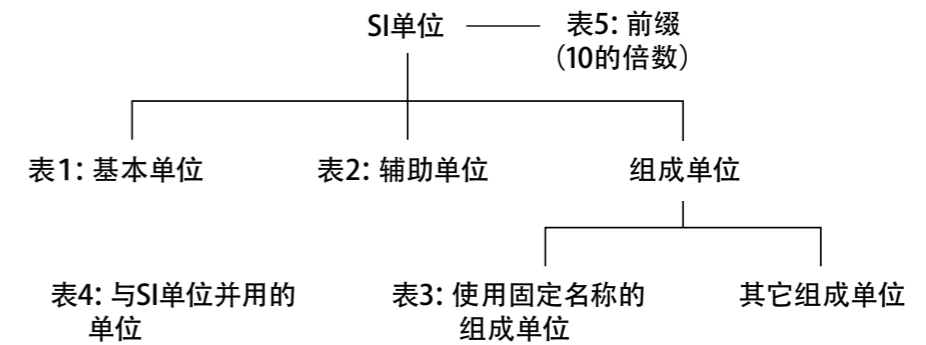 SI单位
表5：前缀
（10的倍数）
表1：基本单位
表2：辅助单位
组成单位
表4：与SI单位并用的
单位
表3：使用固定名称的
组成单位
其它组成单位